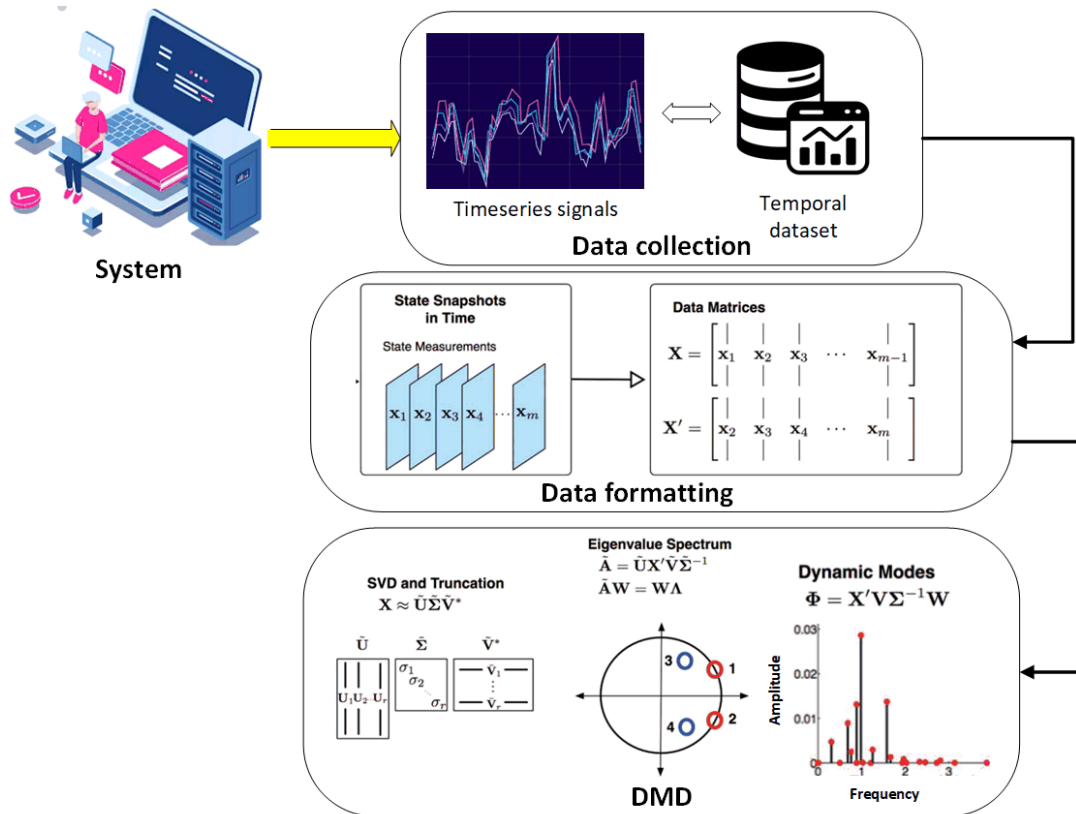 System
Timeseries signals
Temporal
dataset
Data collection
State Snapshots
in Time
State Measurements
x₁ x₂ x₃ x₄ ... xₘ
Data Matrices
X = [x₁ x₂ x₃ ... xₘ₋₁]
X′ = [x₂ x₃ x₄ ... xₘ]
Data formatting
SVD and Truncation
X ≈ ŨΣ̃Ṽ*
Ũ Σ̃ Ṽ*
U₁ U₂ ... Uᵣ
σ₁
σ₂
⋱
σᵣ
ṽ₁
⋮
ṽᵣ
Eigenvalue Spectrum
Ã = ŨX′ṼΣ̃⁻¹
ÃW = WΛ
3 1
4 2
DMD
Dynamic Modes
Φ = X′VΣ⁻¹W
Amplitude
0.03
0.02
0.01
0
0 1 2 3
Frequency